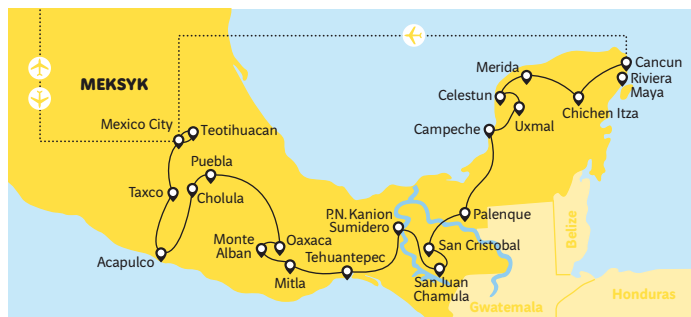 MEKSYK
Mexico City
Teotihuacan
Puebla
Taxco
Cholula
Acapulco
Monte
Alban
Oaxaca
Mitla
Tehuantepec
P.N. Kanion
Sumidero
San Cristobal
San Juan
Chamula
Palenque
Campeche
Celestun
Uxmal
Merida
Chichen Itza
Cancun
Riviera
Maya
Belize
Gwatemala
Honduras